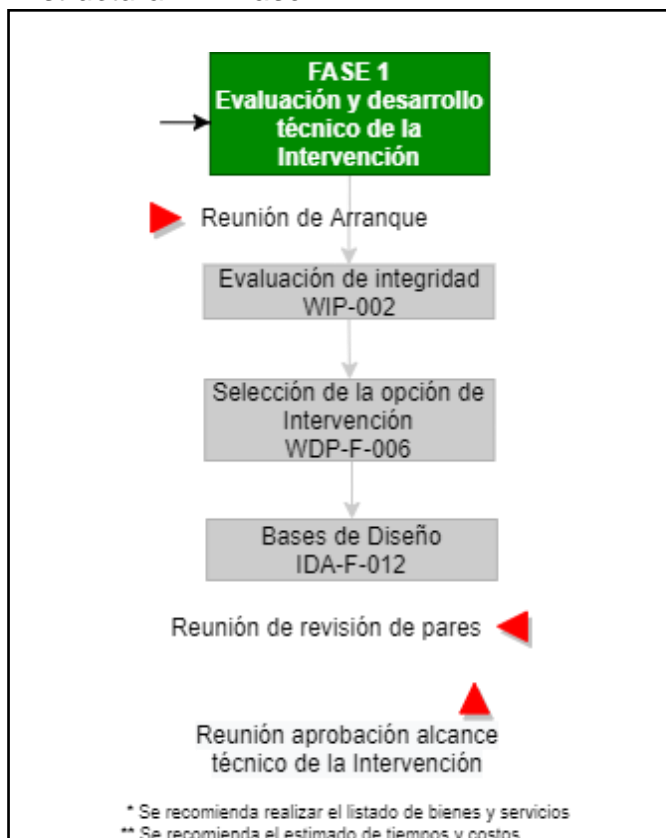 FASE 1
Evaluación y desarrollo
técnico de la
Intervención
Reunión de Arranque
Evaluación de integridad
WIP-002
Selección de la opción de
Intervención
WDP-F-006
Bases de Diseño
IDA-F-012
Reunión de revisión de pares
Reunión aprobación alcance
técnico de la Intervención
* Se recomienda realizar el listado de bienes y servicios
** Se recomienda el estimado de tiempos y costos